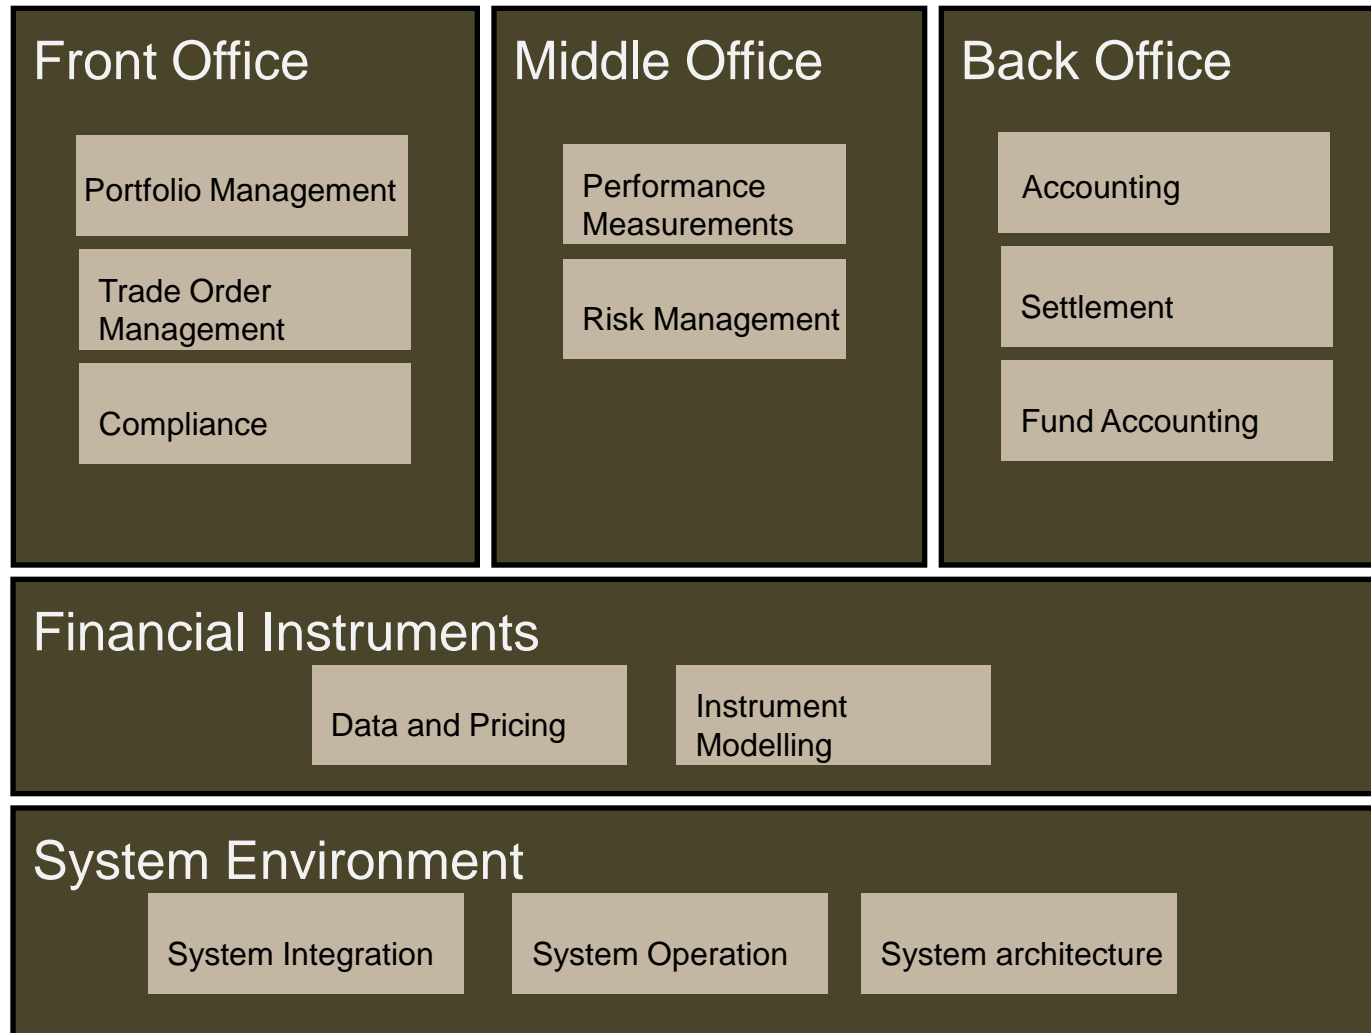 Front Office
Portfolio Management
Trade Order
Management
Compliance
Middle Office
Performance
Measurements
Risk Management
Back Office
Accounting
Settlement
Fund Accounting
Financial Instruments
Data and Pricing
Instrument
Modelling
System Environment
System Integration
System Operation
System architecture